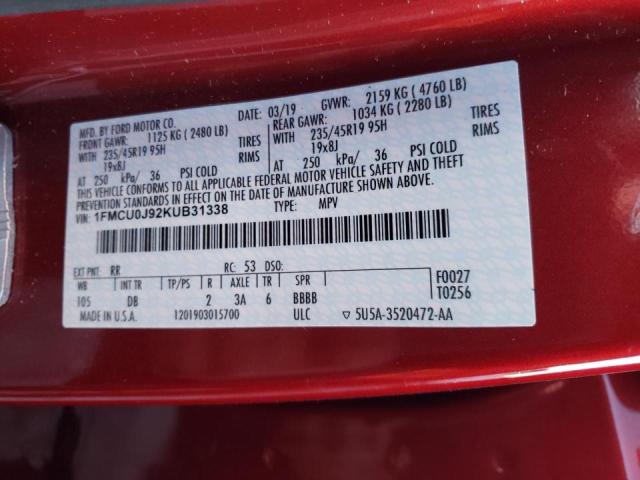 MFD. BY FORD MOTOR CO. 03/19 GVWR: 2159 KG ( 4760 LB)
FRONT GAWR: 1125 KG ( 2480 LB) REAR GAWR: 1034 KG ( 2280 LB)
WITH 235/45R19 95H TIRES WITH 235/45R19 95H TIRES
19x8J RIMS 19x8J RIMS
AT 250 kPa/ 36 PSI COLD AT 250 kPa/ 36 PSI COLD
THIS VEHICLE CONFORMS TO ALL APPLICABLE FEDERAL MOTOR VEHICLE SAFETY AND THEFT
PREVENTION STANDARDS IN EFFECT ON THE DATE OF MANUFACTURE SHOWN ABOVE.
VIN: 1FMCU0J92KUB31338 TYPE: MPV
EXT PNT: RR RC: 53 DSO: F0027
WB INT TR TP/PS R AXLE TR SPR T0256
105 DB 2 3A 6 BBBB
MADE IN U.S.A. 1201903015700 ULC ▽ 5U5A-3520472-AA